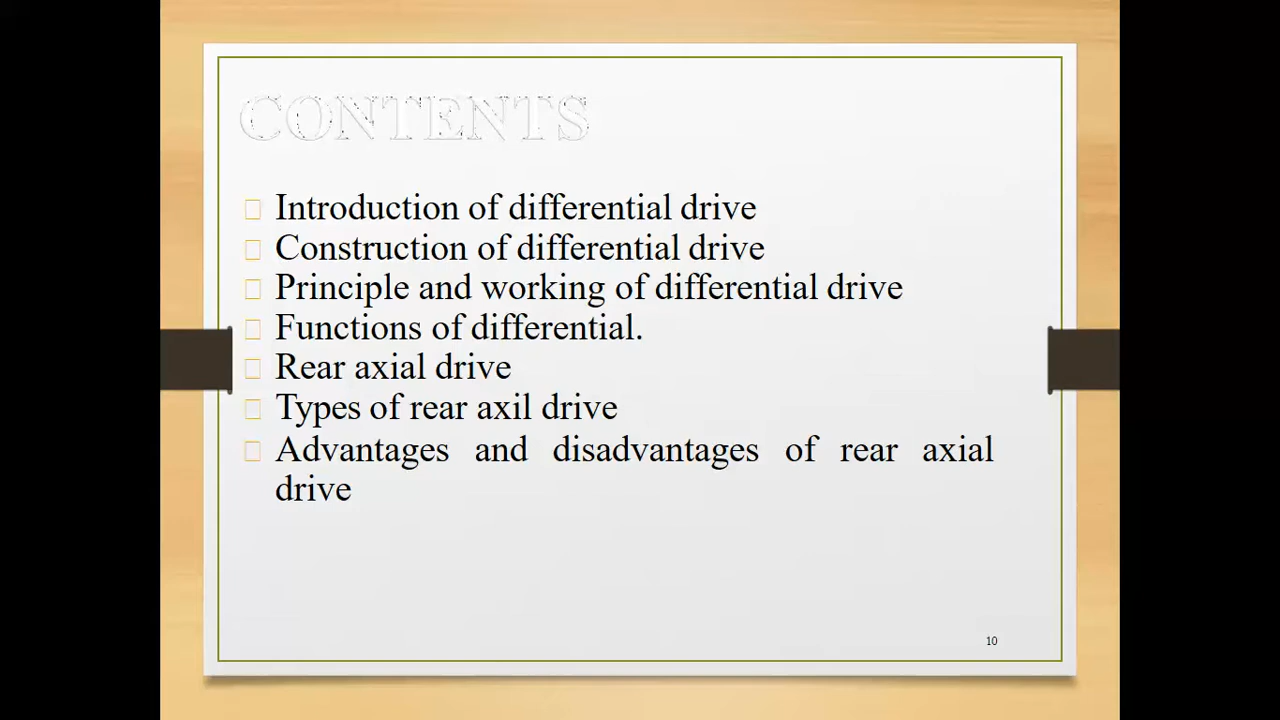 CONTENTS
Introduction of differential drive
Construction of differential drive
Principle and working of differential drive
Functions of differential.
Rear axial drive
Types of rear axil drive
Advantages and disadvantages of rear axial
drive
10